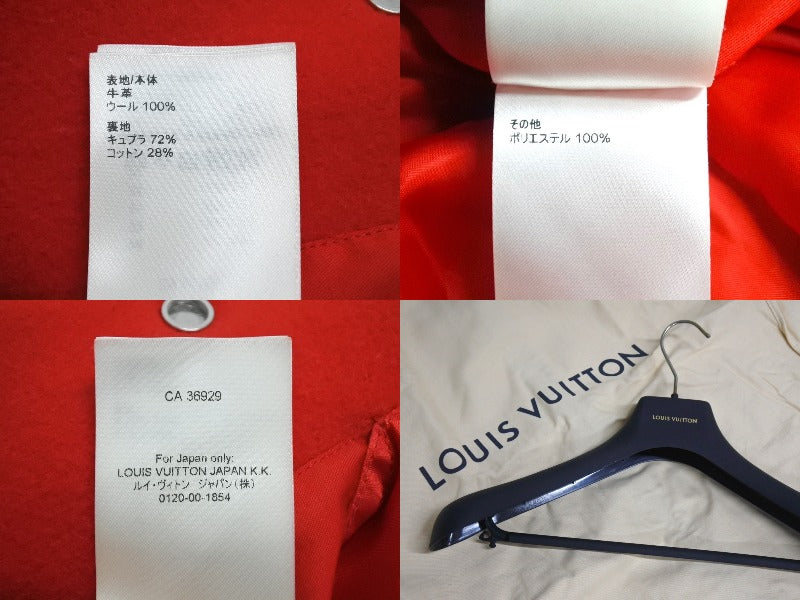 表地/本体
牛革
ウール 100%
裏地
キュプラ 72%
コットン 28%
その他
ポリエステル 100%
CA 36929
For Japan only:
LOUIS VUITTON JAPAN K.K.
ルイ・ヴィトン ジャパン(株)
0120-00-1854
LOUIS VUITTON
LOUIS VUITTON